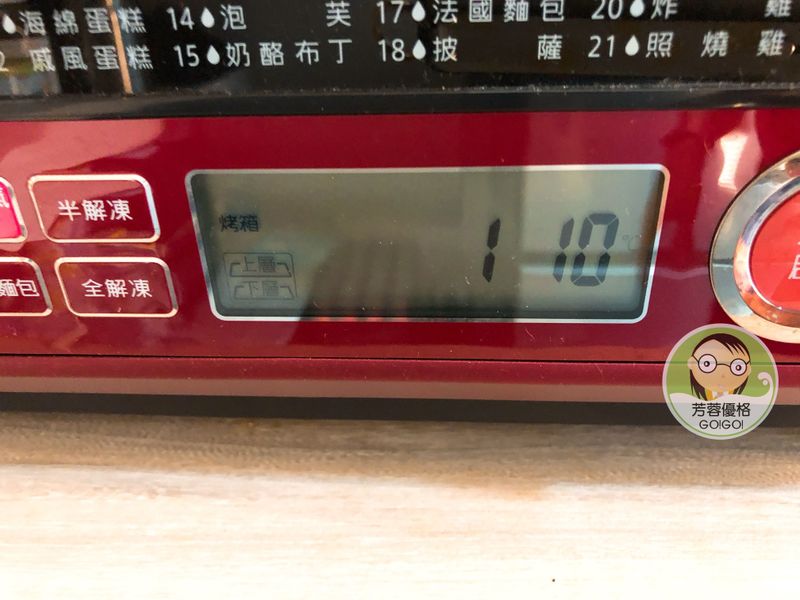 海綿蛋糕 14 泡芙 17 法國麵包 20 炸雞
2 戚風蛋糕 15 奶酪布丁 18 披薩 21 照燒雞
半解凍
麵包 全解凍
烤箱
上層
下層
1 10 ℃
芳蓉優格
GO!GO!